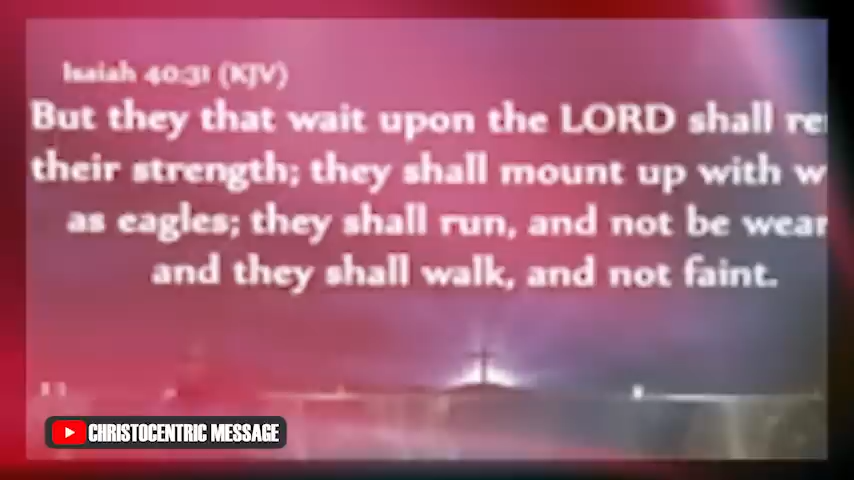 Isaiah 40:31 (KJV)
But they that wait upon the LORD shall re
their strength; they shall mount up with w
as eagles; they shall run, and not be wear
and they shall walk, and not faint.
CHRISTOCENTRIC MESSAGE